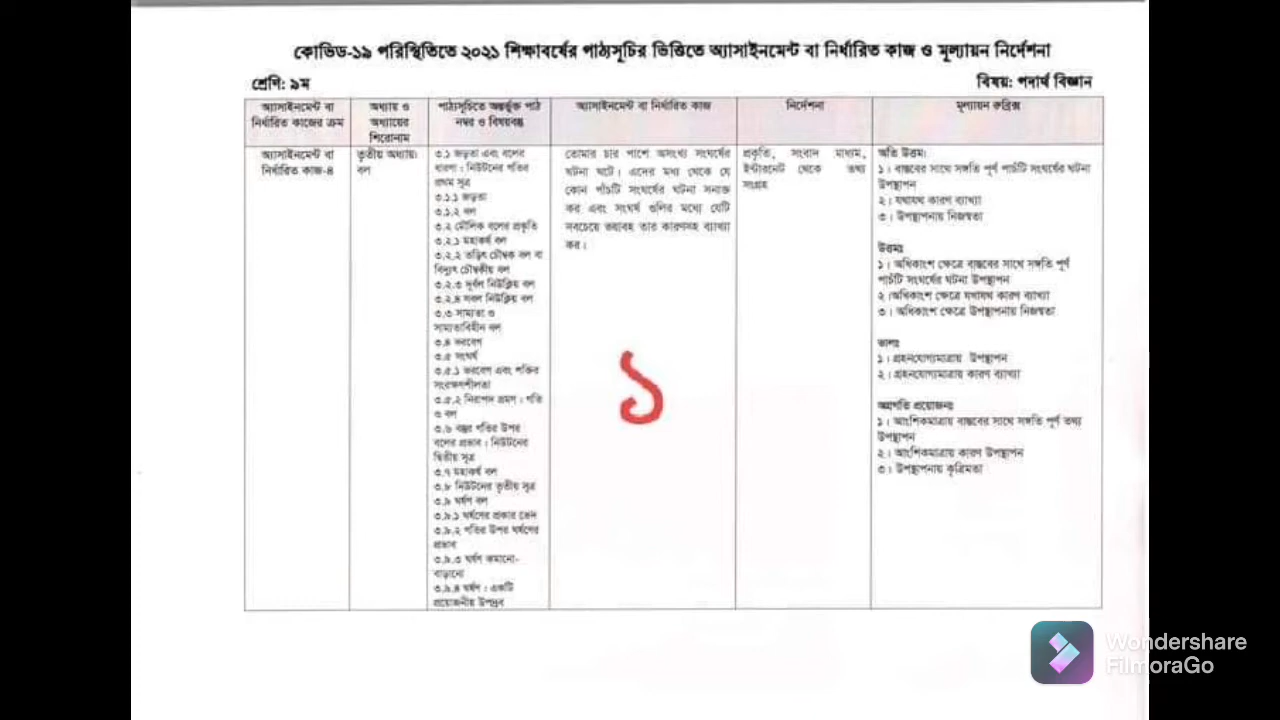 কোভিড-১৯ পরিস্থিতিতে ২০২১ শিক্ষাবর্ষের পাঠ্যসূচির ভিত্তিতে অ্যাসাইনমেন্ট বা নির্ধারিত কাজ ও মূল্যায়ন নির্দেশনা
শ্রেণি: ৯ম
বিষয়: পদার্থ বিজ্ঞান
অ্যাসাইনমেন্ট বা
নির্ধারিত কাজের ক্রম
অধ্যায় ও
অধ্যায়ের
শিরোনাম
পাঠ্যসূচিতে অন্তর্ভুক্ত পাঠ
নম্বর ও বিষয়বস্তু
অ্যাসাইনমেন্ট বা নির্ধারিত কাজ
নির্দেশনা
মূল্যায়ন রুব্রিক্স
অ্যাসাইনমেন্ট বা
নির্ধারিত কাজ-৪
তৃতীয় অধ্যায়:
বল
৩.১ জড়তা এবং বলের
ধারণা : নিউটনের গতির
প্রথম সূত্র
৩.১.১ জড়তা
৩.১.২ বল
৩.২ মৌলিক বলের প্রকৃতি
৩.২.১ মহাকর্ষ বল
৩.২.২ তড়িৎ চৌম্বক বল বা
বিদ্যুৎ চৌম্বকীয় বল
৩.২.৩ দূর্বল নিউক্লিয় বল
৩.২.৪ সবল নিউক্লিয় বল
৩.৩ সাম্যতা ও
সাম্যতাবিহীন বল
৩.৪ ভরবেগ
৩.৫ সংঘর্ষ
৩.৫.১ ভরবেগ এবং শক্তির
সংরক্ষণশীলতা
৩.৫.২ নিরাপদ ভ্রমণ : গতি
ও বল
৩.৬ বস্তুর গতির উপর
বলের প্রভাব : নিউটনের
দ্বিতীয় সূত্র
৩.৭ মহাকর্ষ বল
৩.৮ নিউটনের তৃতীয় সূত্র
৩.৯ ঘর্ষণ বল
৩.৯.১ ঘর্ষণের প্রকার ভেদ
৩.৯.২ গতির উপর ঘর্ষণের
প্রভাব
৩.৯.৩ ঘর্ষণ কমানো-
বাড়ানো
৩.৯.৪ ঘর্ষণ : একটি
প্রয়োজনীয় উপদ্রব
তোমার চার পাশে অসংখ্য সংঘর্ষের
ঘটনা ঘটে। এদের মধ্য থেকে যে
কোন পাঁচটি সংঘর্ষের ঘটনা সনাক্ত
কর এবং সংঘর্ষ গুলির মধ্যে যেটি
সবচেয়ে ভয়াবহ তার কারণসহ ব্যাখ্যা
কর।
১
প্রকৃতি, সংবাদ মাধ্যম,
ইন্টারনেট থেকে তথ্য
সংগ্রহ
অতি উত্তম:
১। বাস্তবের সাথে সঙ্গতি পূর্ণ পাচটি সংঘর্ষের ঘটনা
উপস্থাপন
২। যথাযথ কারণ ব্যাখ্যা
৩। উপস্থাপনায় নিজস্বতা
উত্তম:
১। অধিকাংশ ক্ষেত্রে বাস্তবের সাথে সঙ্গতি পূর্ণ
পাচটি সংঘর্ষের ঘটনা উপস্থাপন
২।অধিকাংশ ক্ষেত্রে যথাযথ কারণ ব্যাখ্যা
৩। অধিকাংশ ক্ষেত্রে উপস্থাপনায় নিজস্বতা
ভাল:
১। গ্রহনযোগ্যমাত্রায় উপস্থাপন
২। গ্রহনযোগ্যমাত্রায় কারণ ব্যাখ্যা
অগ্রগতি প্রয়োজন:
১। আংশিকমাত্রায় বাস্তবের সাথে সঙ্গতি পূর্ণ তথ্য
উপস্থাপন
২। আংশিকমাত্রায় কারণ উপস্থাপন
৩। উপস্থাপনায় কৃত্রিমতা
Wondershare
FilmoraGo